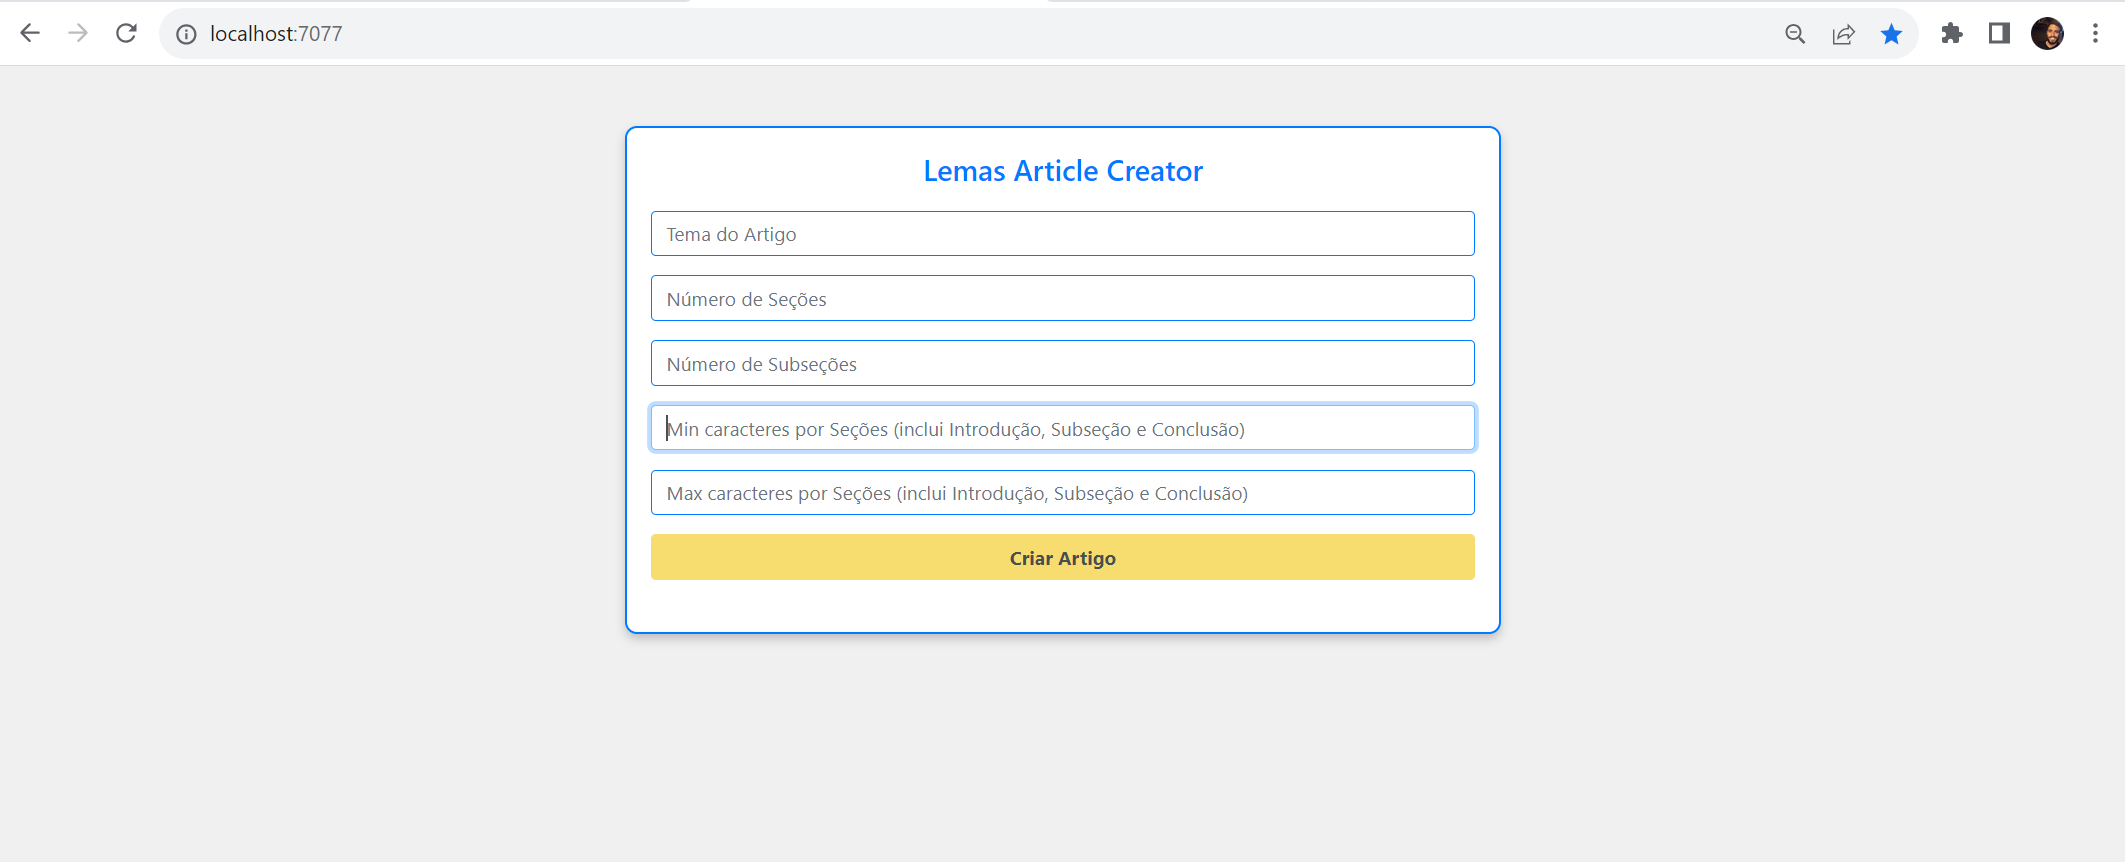 localhost:7077
Lemas Article Creator
Tema do Artigo
Número de Seções
Número de Subseções
Min caracteres por Seções (inclui Introdução, Subseção e Conclusão)
Max caracteres por Seções (inclui Introdução, Subseção e Conclusão)
Criar Artigo